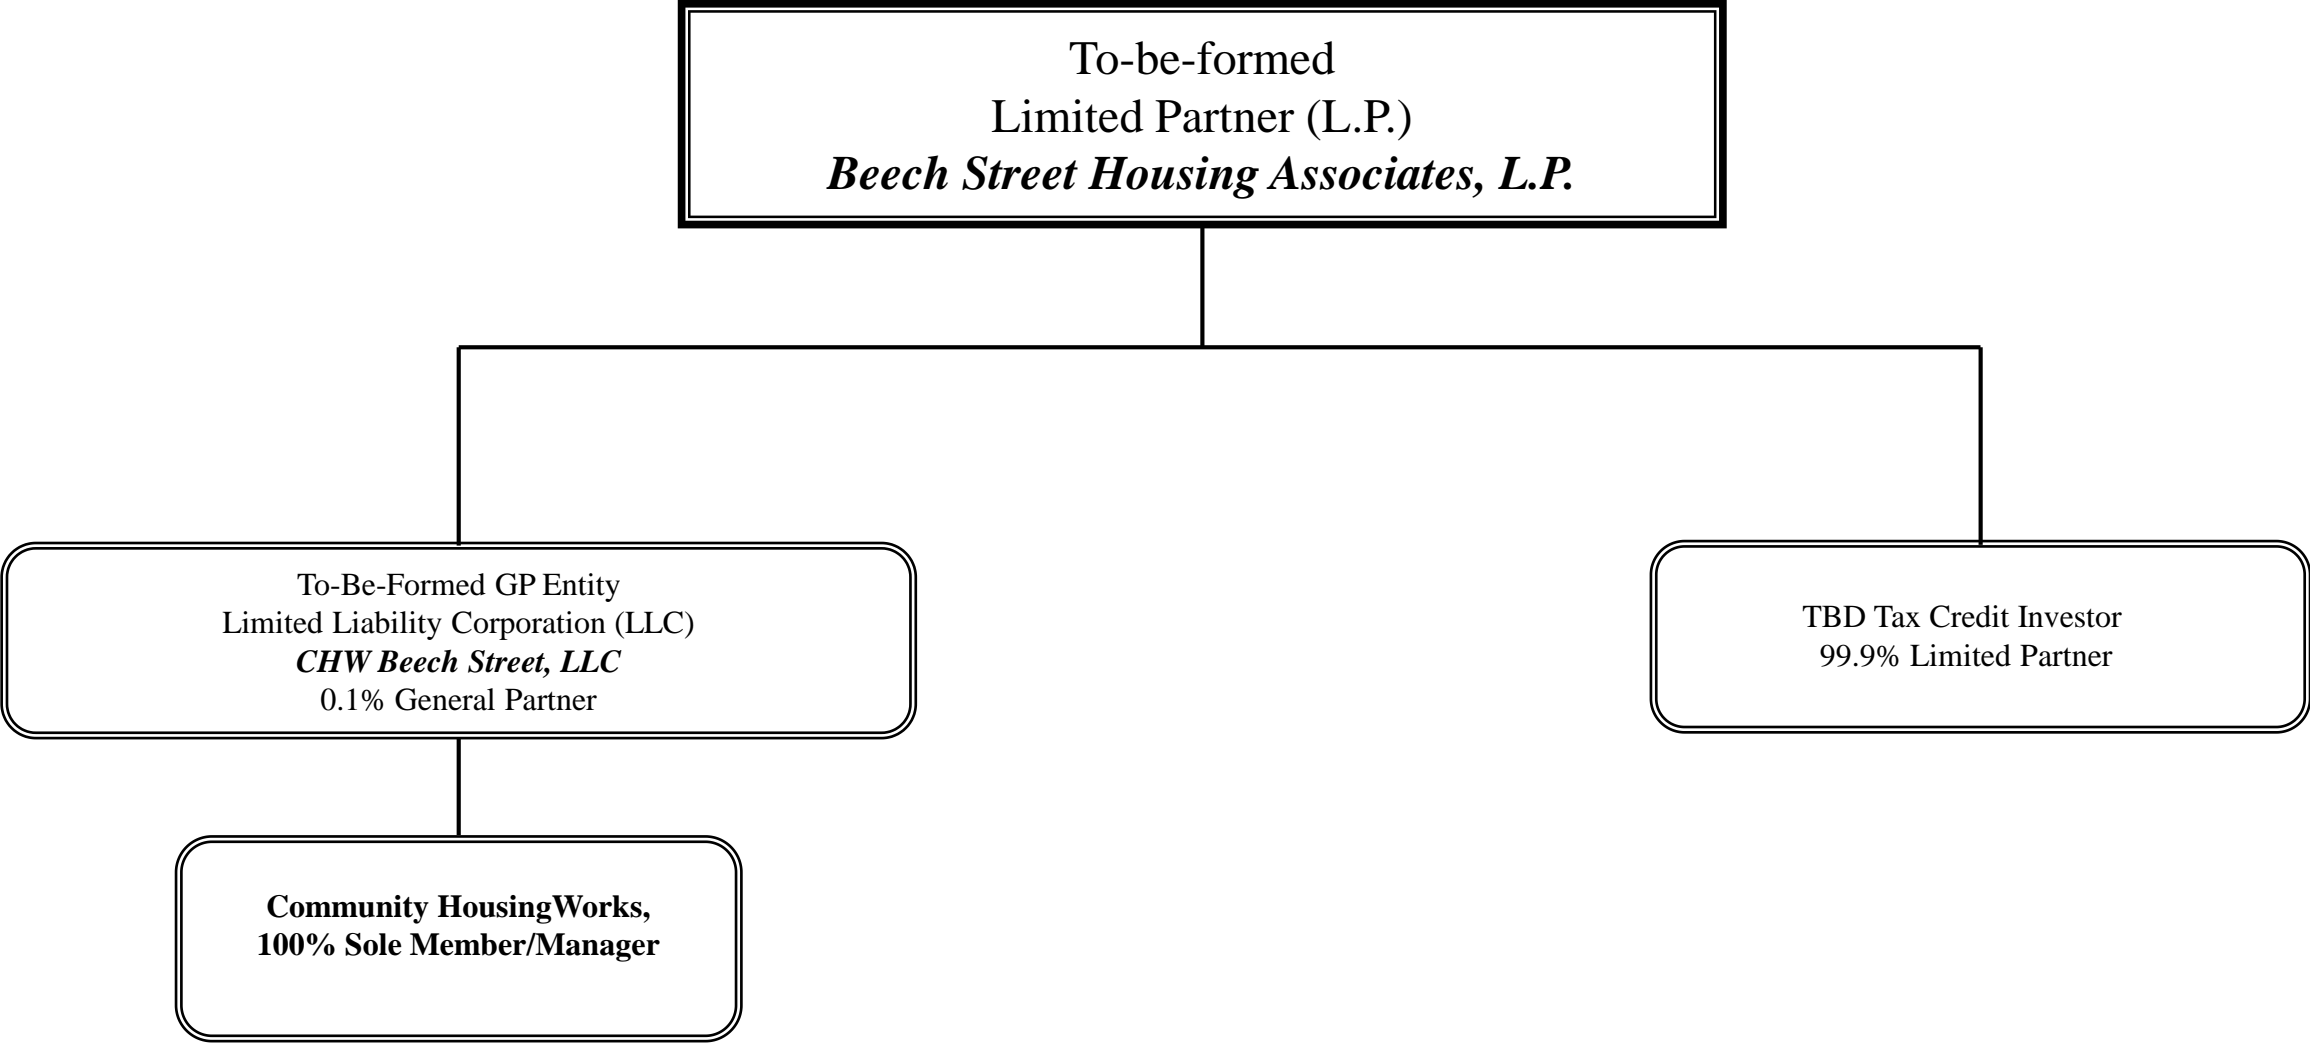 To-be-formed
Limited Partner (L.P.)
Beech Street Housing Associates, L.P.
To-Be-Formed GP Entity
Limited Liability Corporation (LLC)
CHW Beech Street, LLC
0.1% General Partner
TBD Tax Credit Investor
99.9% Limited Partner
Community HousingWorks,
100% Sole Member/Manager